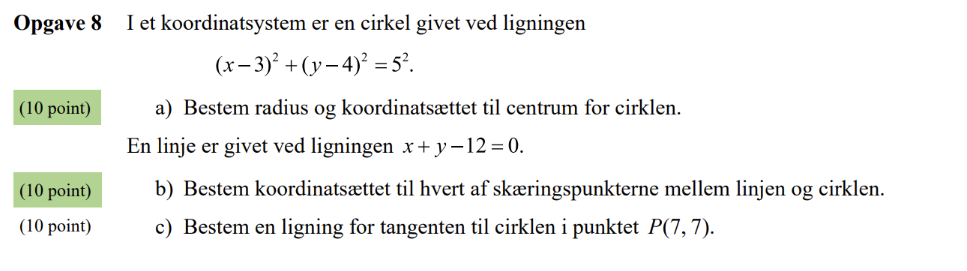 Opgave 8 I et koordinatsystem er en cirkel givet ved ligningen
(x−3)² + (y−4)² = 5².
(10 point) a) Bestem radius og koordinatsættet til centrum for cirklen.
En linje er givet ved ligningen x + y − 12 = 0.
(10 point) b) Bestem koordinatsættet til hvert af skæringspunkterne mellem linjen og cirklen.
(10 point) c) Bestem en ligning for tangenten til cirklen i punktet P(7, 7).